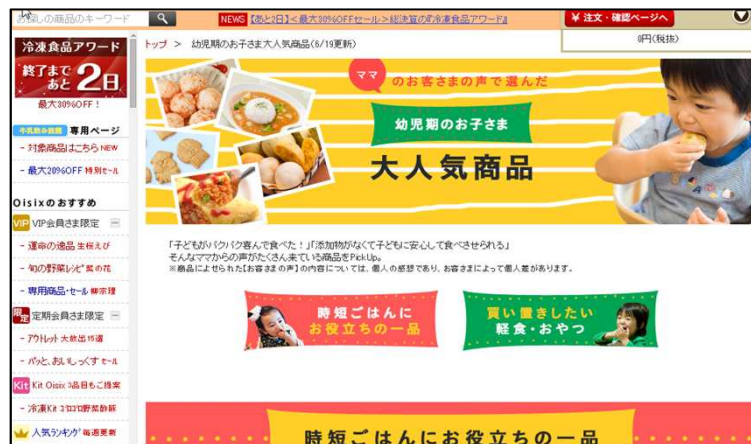 お探しの商品のキーワード
NEWS 【あと2日】<最大30%OFFセール>総決算の『冷凍食品アワード』
¥ 注文・確認ページへ
0円(税抜)
冷凍食品アワード
終了まで
あと 2日
最大30%OFF!
牛乳飲み放題 専用ページ
- 対象商品はこちら NEW
- 最大20%OFF 特別セール
Oisixのおすすめ
VIP VIP会員さま限定
- 運命の逸品 生桜えび
- 旬の野菜レシピ 菜の花
- 専用商品・セール 柳宗理
限定 定期会員さま限定
- アウトレット 大放出15選
- パッと、おいしっくす セール
Kit Kit Oisix 3品目もご提案
- 冷凍Kit コロコロ野菜酢豚
人気ランキング 毎週更新
トップ > 幼児期のお子さま大人気商品(6/19更新)
ママ のお客さまの声で選んだ
幼児期のお子さま
大人気商品
「子どもがパクパク喜んで食べた!」「添加物がなくて子どもに安心して食べさせられる」
そんなママからの声がたくさん来ている商品をPickUp。
※商品によせられた【お客さまの声】の内容については、個人の感想であり、お客さまによって個人差があります。
時短ごはんに
お役立ちの一品
買い置きしたい
軽食・おやつ
時短ごはんにお役立ちの一品